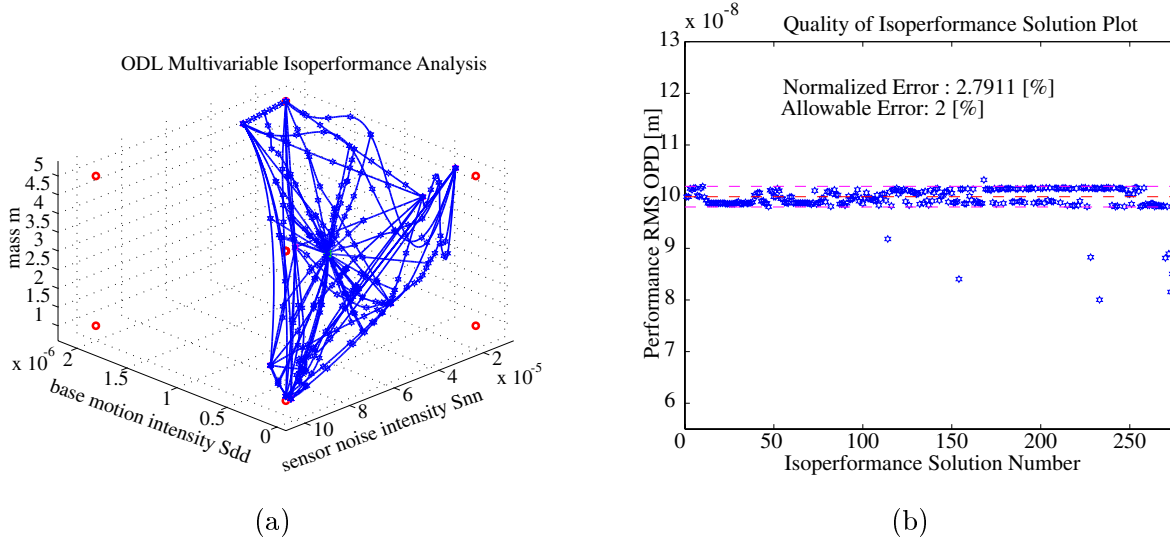 ODL Multivariable Isoperformance Analysis
mass m
5
4.5
4
3.5
3
2.5
2
1.5
1
x 10^-6
2
1.5
1
0.5
0
base motion intensity Sdd
10
8
6
4
2
x 10^-5
sensor noise intensity Snn
(a)
x 10^-8
Quality of Isoperformance Solution Plot
Normalized Error : 2.7911 [%]
Allowable Error: 2 [%]
Performance RMS OPD [m]
13
12
11
10
9
8
7
6
0
50
100
150
200
250
Isoperformance Solution Number
(b)